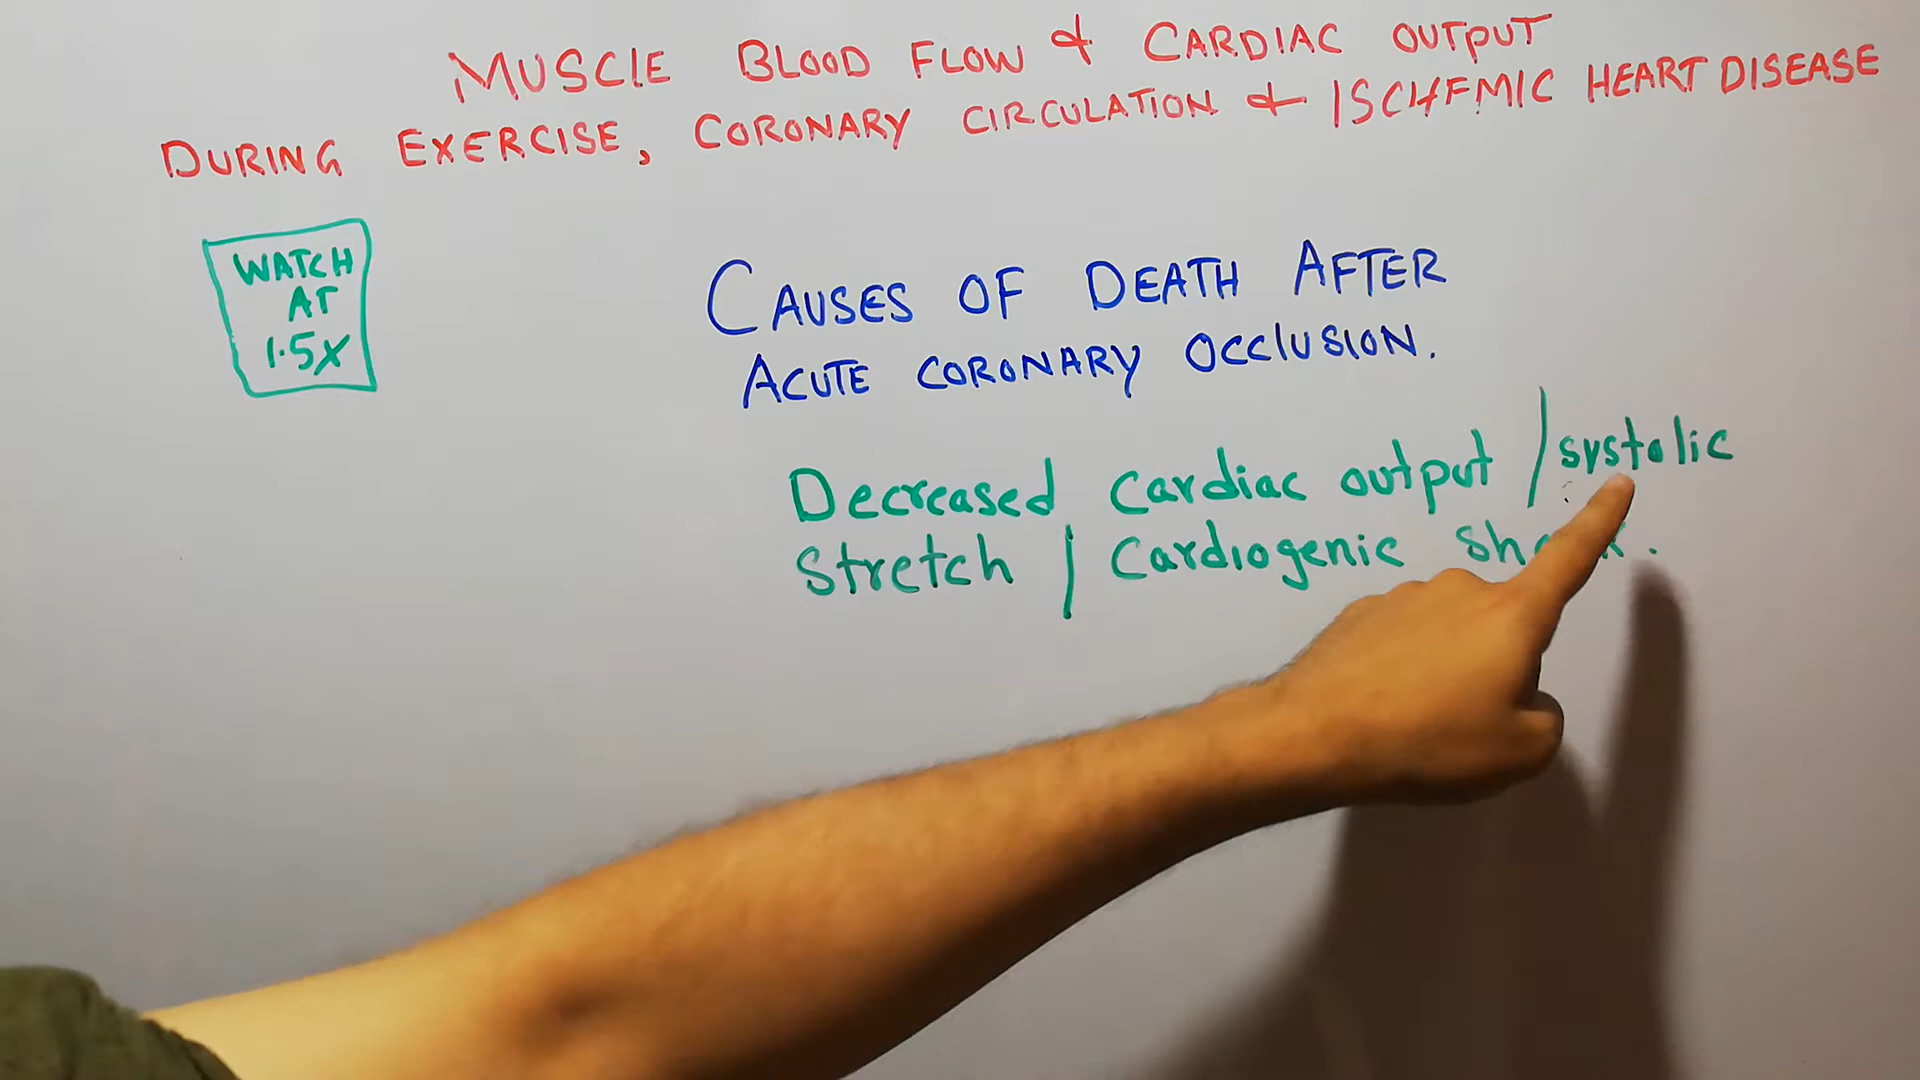 MUSCLE BLOOD FLOW & CARDIAC OUTPUT
DURING EXERCISE, CORONARY CIRCULATION & ISCHEMIC HEART DISEASE
WATCH
AT
1.5X
CAUSES OF DEATH AFTER
ACUTE CORONARY OCCLUSION.
Decreased cardiac output / systolic
stretch / Cardiogenic